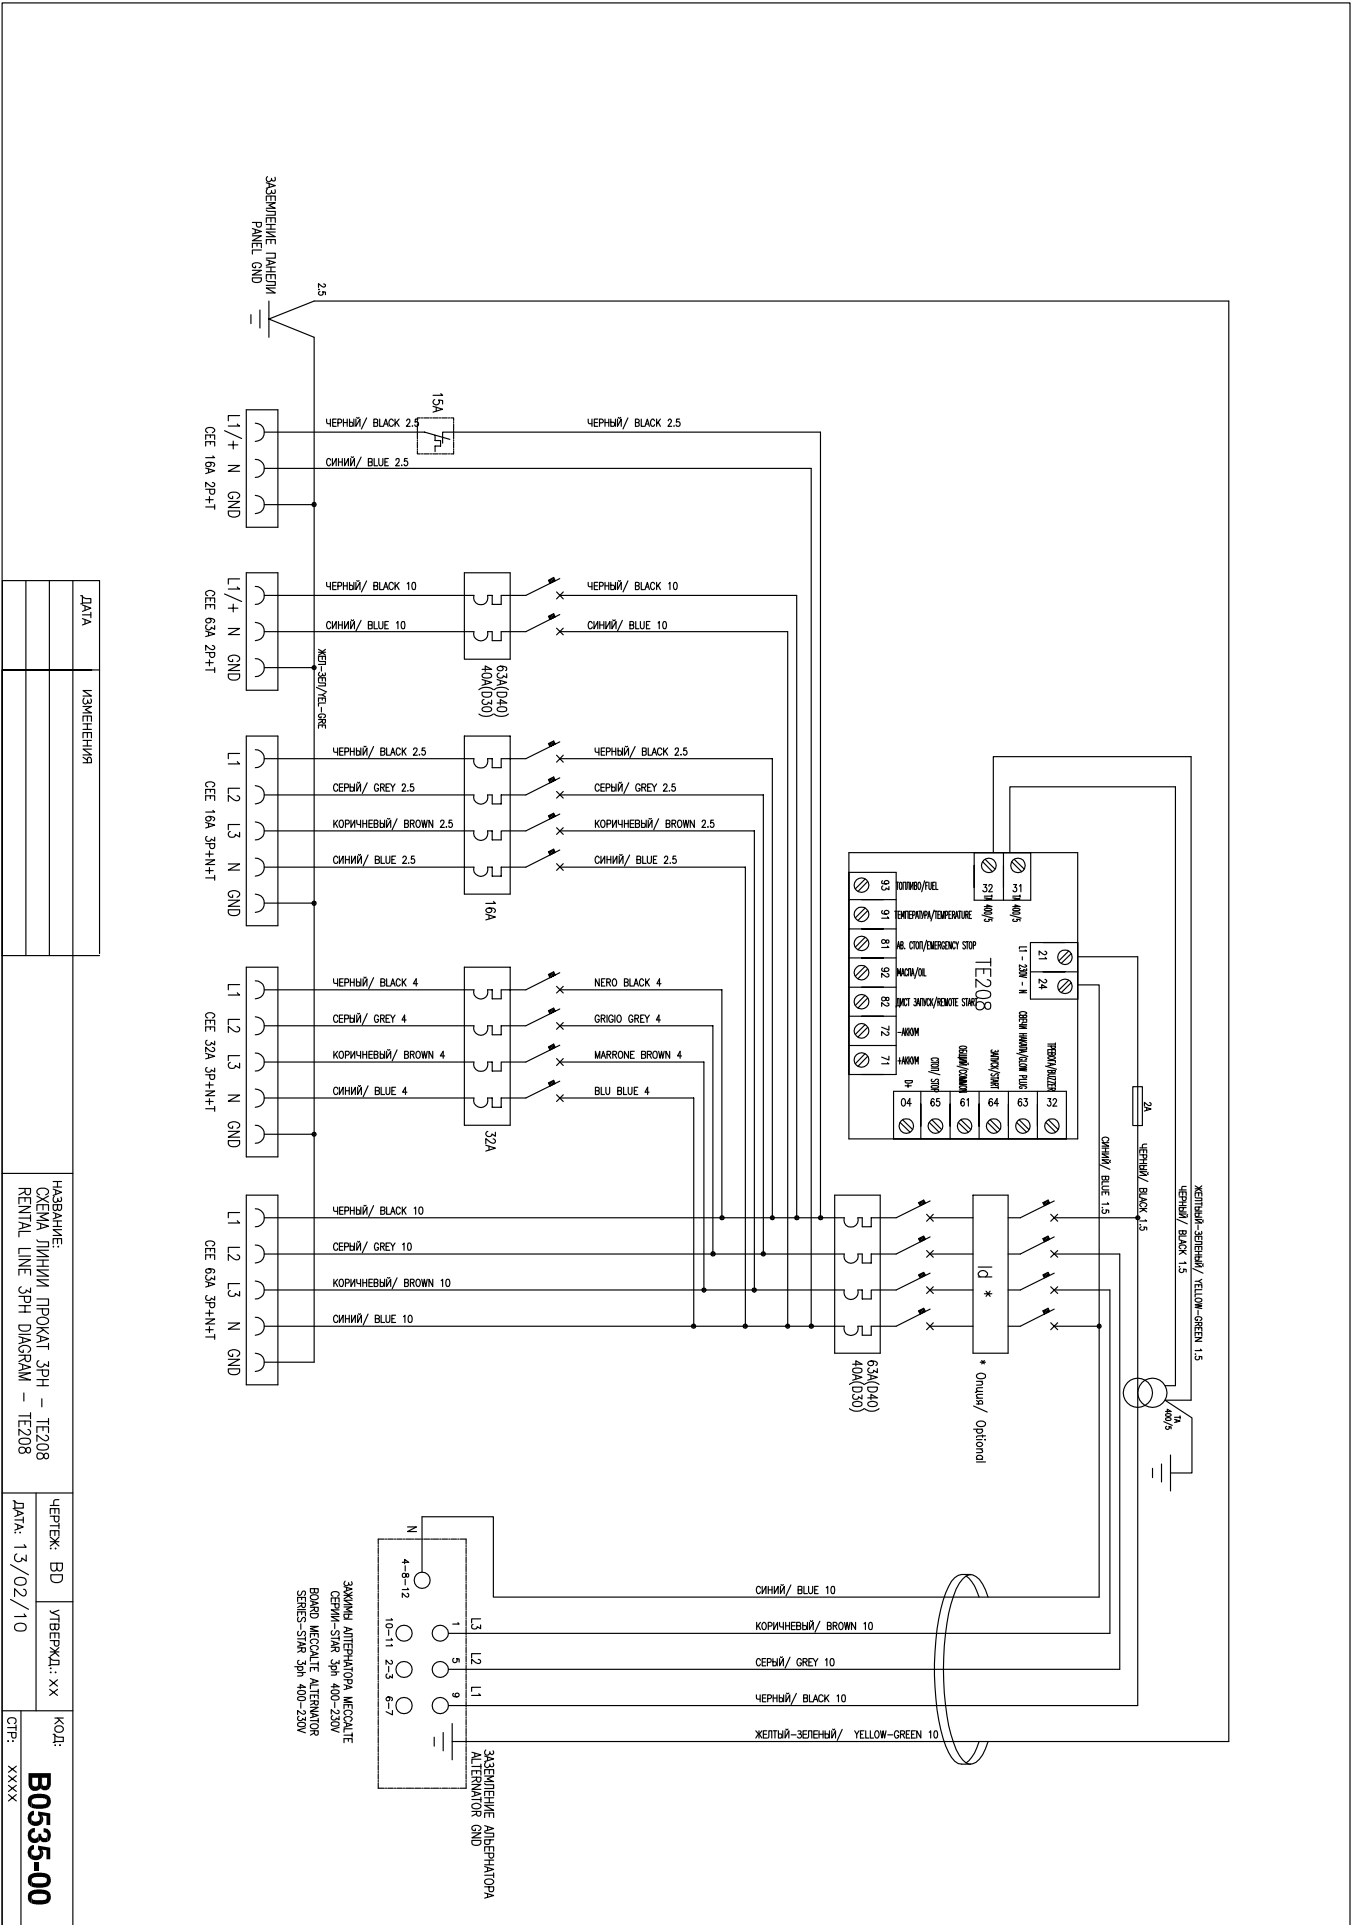 ЗАЗЕМЛЕНИЕ ПАНЕЛИ
PANEL GND
2.5
15A
ЧЕРНЫЙ/ BLACK 2.5
ЧЕРНЫЙ/ BLACK 2.5
СИНИЙ/ BLUE 2.5
L1/+ N GND
CEE 16A 2P+T
ЧЕРНЫЙ/ BLACK 10
ЧЕРНЫЙ/ BLACK 10
СИНИЙ/ BLUE 10
СИНИЙ/ BLUE 10
L1/+ N GND
CEE 63A 2P+T
63A(D40)
40A(D30)
ЖЕЛ-ЗЕЛ/YEL-GRE
ЧЕРНЫЙ/ BLACK 2.5
ЧЕРНЫЙ/ BLACK 2.5
СЕРЫЙ/ GREY 2.5
СЕРЫЙ/ GREY 2.5
КОРИЧНЕВЫЙ/ BROWN 2.5
КОРИЧНЕВЫЙ/ BROWN 2.5
СИНИЙ/ BLUE 2.5
СИНИЙ/ BLUE 2.5
L1 L2 L3 N GND
CEE 16A 3P+N+T
16A
ЧЕРНЫЙ/ BLACK 4
NERO BLACK 4
СЕРЫЙ/ GREY 4
GRIGIO GREY 4
КОРИЧНЕВЫЙ/ BROWN 4
MARRONE BROWN 4
СИНИЙ/ BLUE 4
BLU BLUE 4
L1 L2 L3 N GND
CEE 32A 3P+N+T
32A
ЧЕРНЫЙ/ BLACK 10
СЕРЫЙ/ GREY 10
КОРИЧНЕВЫЙ/ BROWN 10
СИНИЙ/ BLUE 10
L1 L2 L3 N GND
CEE 63A 3P+N+T
63A(D40)
40A(D30)
Id *
* Опция/ Optional
32 31
TA 400/5
TA 400/5
21 24
L1 - 230V - N
TE208
93 ТОПЛИВО/FUEL
91 ТЕМПЕРАТУРА/TEMPERATURE
81 АВ. СТОП/EMERGENCY STOP
92 МАСЛА/OIL
82 ДИСТ ЗАПУСК/REMOTE START
72 -АККУМ
71 +АККУМ
04 D+
65 СТОП/ STOP
61 ОБЩИЙ/COMMON
64 ЗАПУСК/START
63 СВЕЧИ НАКАЛА/GLOW PLUG
32 ТРЕВОГА/BUZZER
2A
СИНИЙ/ BLUE 1.5
ЧЕРНЫЙ/ BLACK 1.5
ЧЕРНЫЙ/ BLACK 1.5
ЖЕЛТЫЙ-ЗЕЛЕНЫЙ/ YELLOW-GREEN 1.5
TA
400/5
СИНИЙ/ BLUE 10
КОРИЧНЕВЫЙ/ BROWN 10
СЕРЫЙ/ GREY 10
ЧЕРНЫЙ/ BLACK 10
ЖЕЛТЫЙ-ЗЕЛЕНЫЙ/ YELLOW-GREEN 10
N
4-8-12
L3 L2 L1
1 5 9
10-11 2-3 6-7
ЗАЖИМЫ АЛТЕРНАТОРА MECCALTE
СЕРИИ-STAR 3ph 400-230V
BOARD MECCALTE ALTERNATOR
SERIES-STAR 3ph 400-230V
ЗАЗЕМЛЕНИЕ АЛЬЕРНАТОРА
ALTERNATOR GND
ДАТА
ИЗМЕНЕНИЯ
НАЗВАНИЕ:
СХЕМА ЛИНИИ ПРОКАТ 3PH - TE208
RENTAL LINE 3PH DIAGRAM - TE208
ЧЕРТЕЖ: BD
УТВЕРЖД.: XX
ДАТА: 13/02/10
КОД:
B0535-00
СТР: XXXX